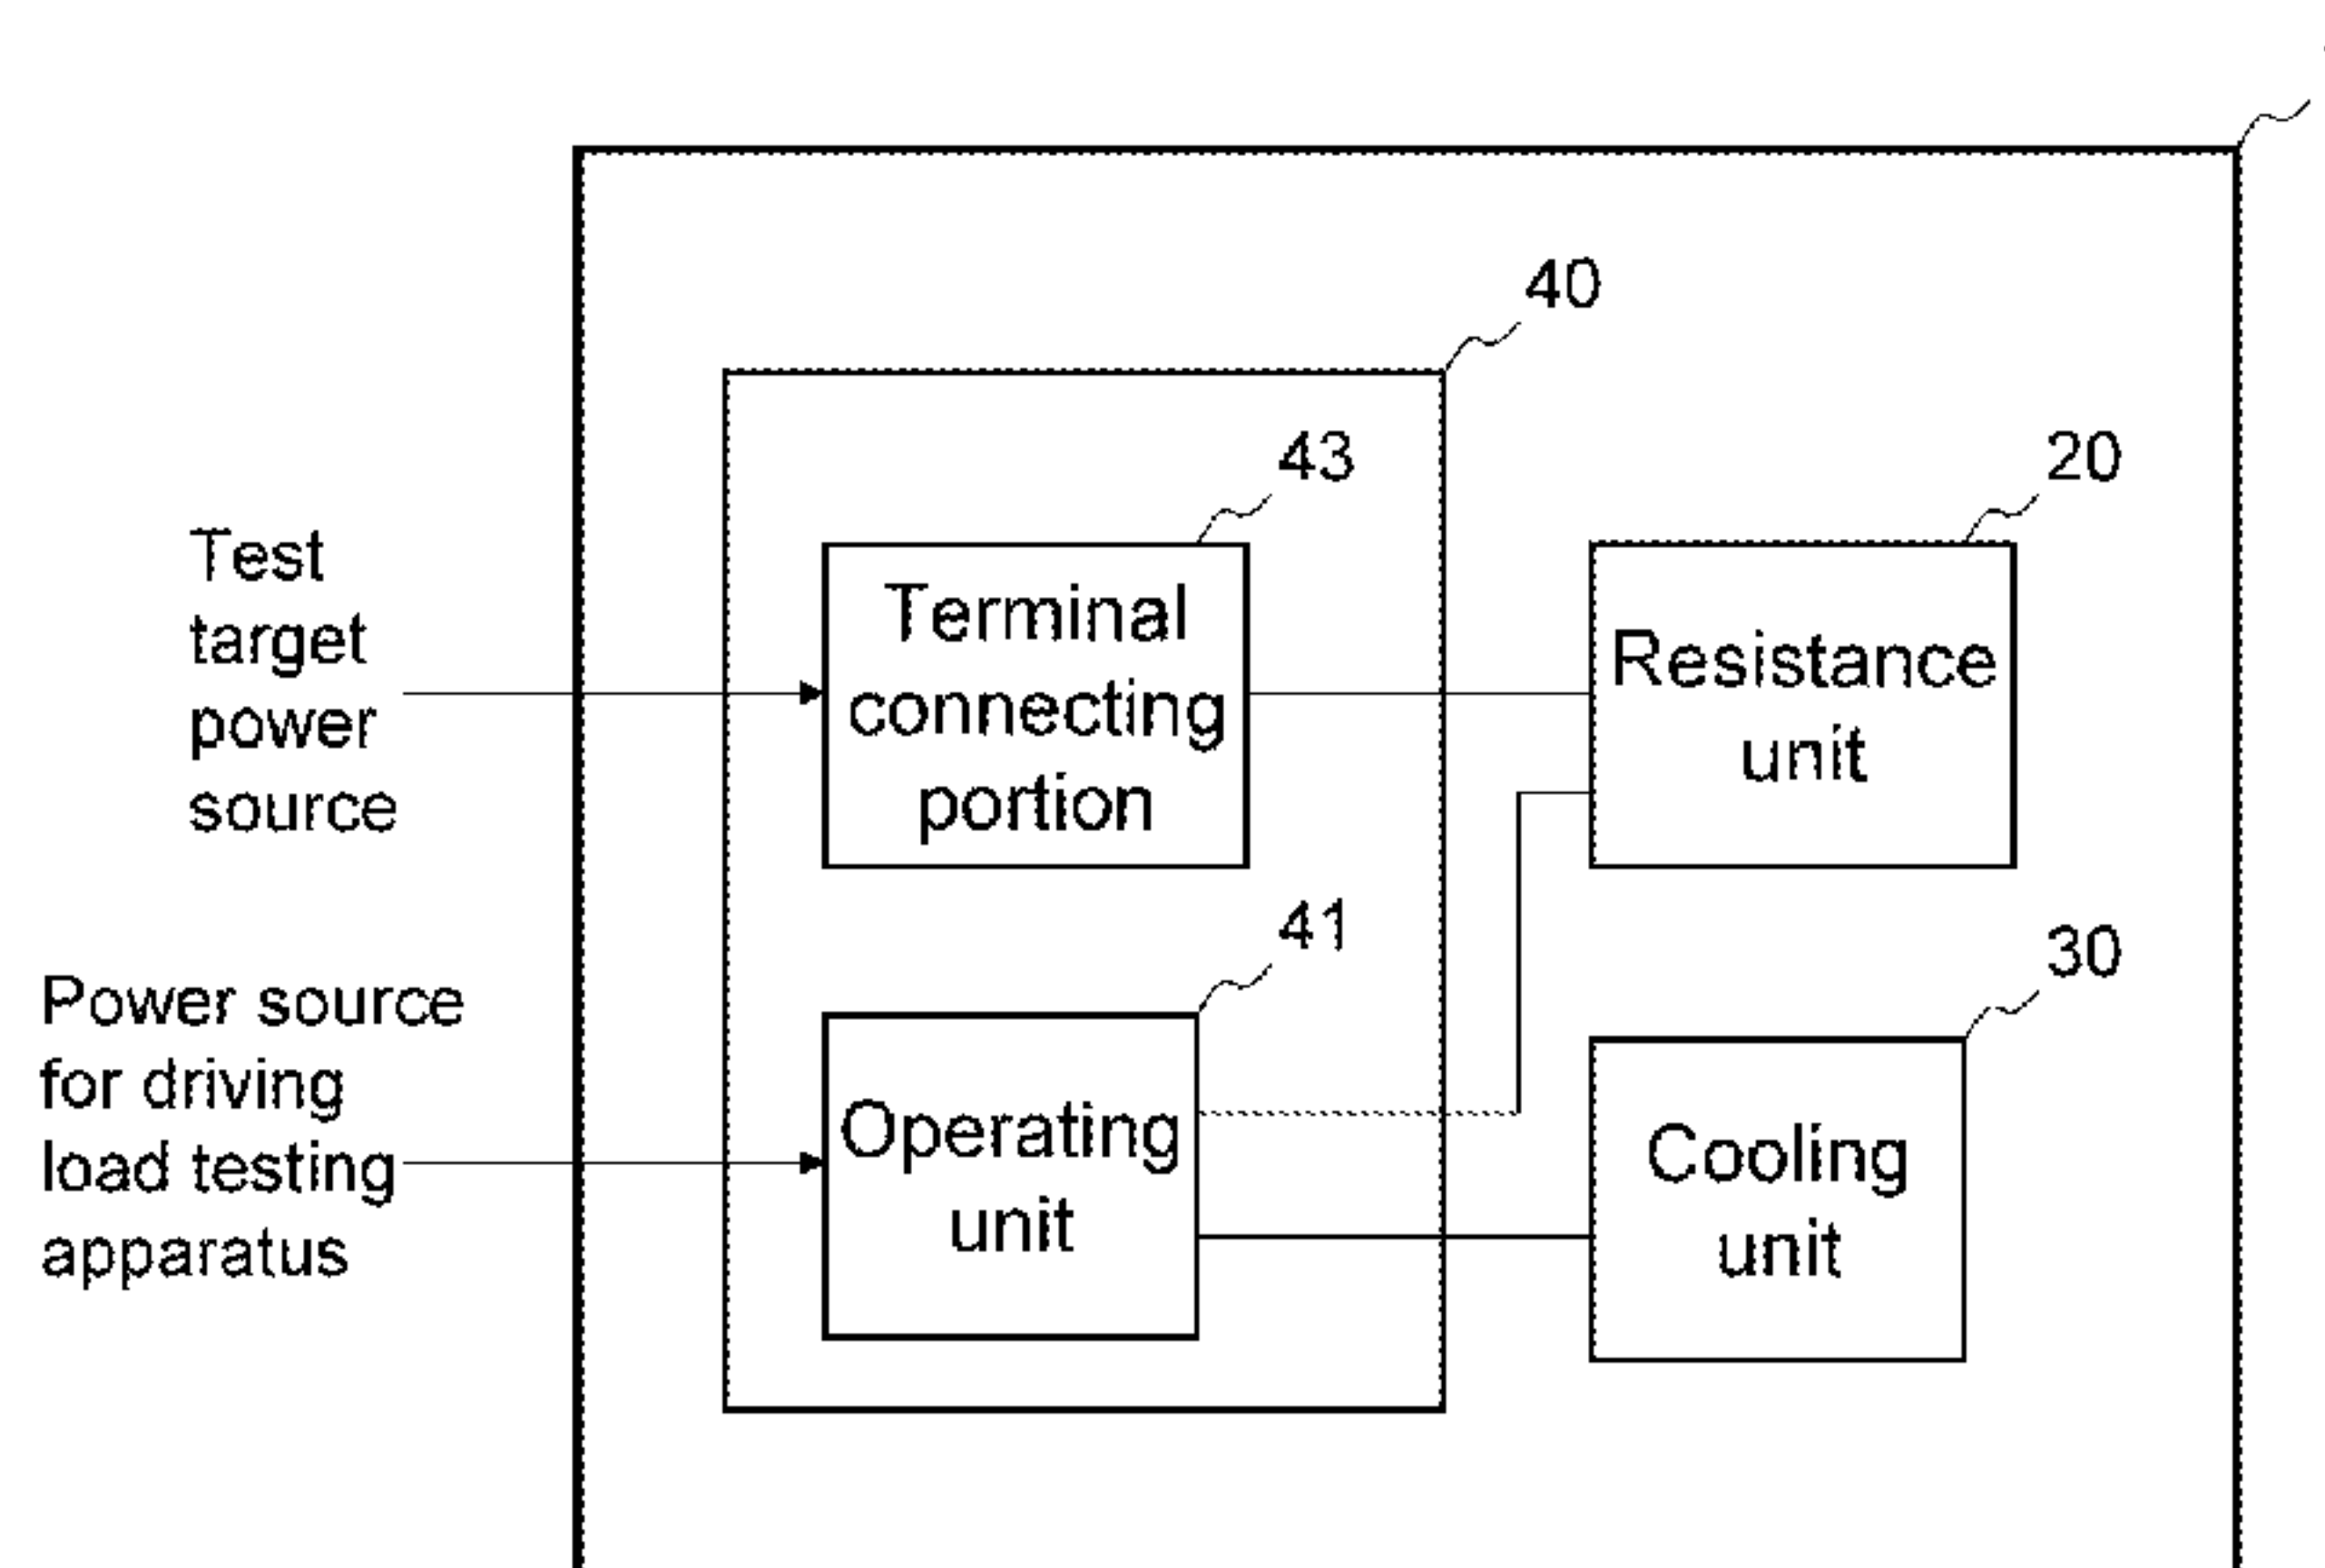 40
43
20
Test
target
power
source
Terminal
connecting
portion
Resistance
unit
41
30
Power source
for driving
load testing
apparatus
Operating
unit
Cooling
unit